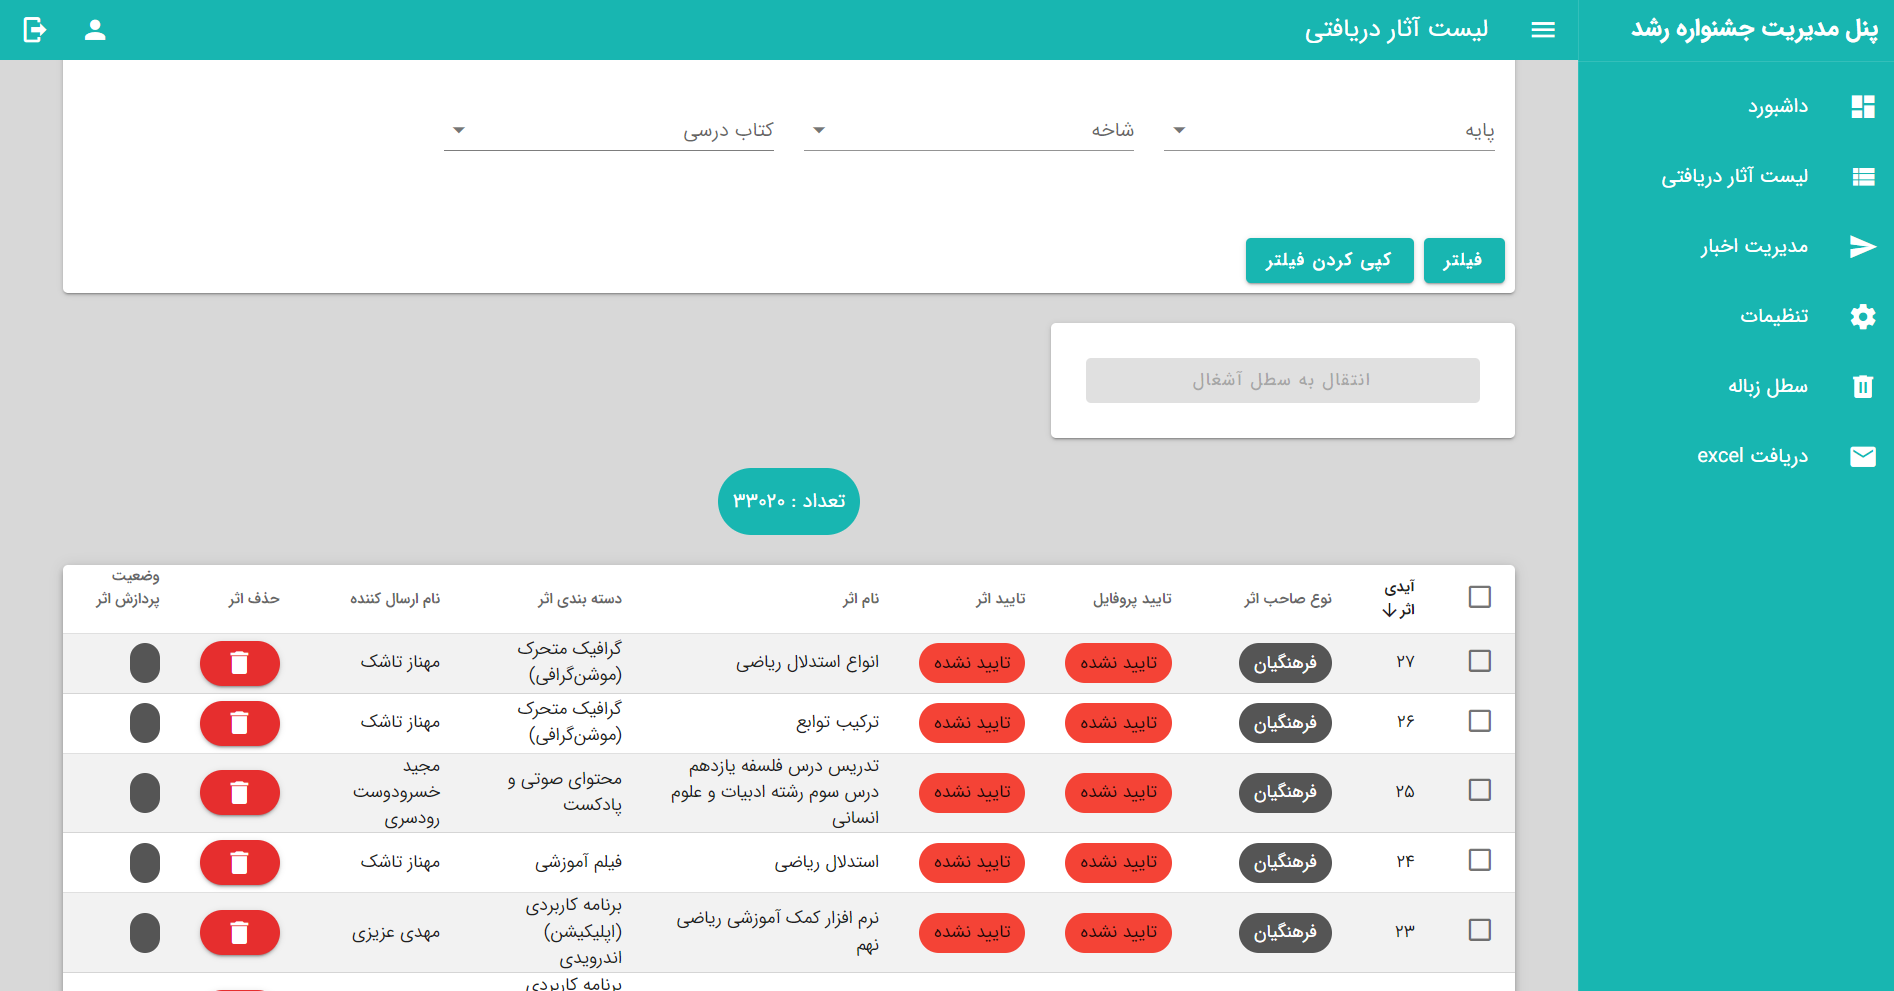 پنل مدیریت جشنواره رشد
لیست آثار دریافتی
داشبورد
لیست آثار دریافتی
مدیریت اخبار
تنظیمات
سطل زباله
دریافت excel
پایه
شاخه
کتاب درسی
فیلتر
کپی کردن فیلتر
انتقال به سطل آشغال
تعداد : ۳۳۰۲۰
آیدی
اثر
نوع صاحب اثر
تایید پروفایل
تایید اثر
نام اثر
دسته بندی اثر
نام ارسال کننده
حذف اثر
وضعیت
پردازش اثر
۲۷
فرهنگیان
تایید نشده
تایید نشده
انواع استدلال ریاضی
گرافیک متحرک
(موشن‌گرافی)
مهناز تاشک
۲۶
فرهنگیان
تایید نشده
تایید نشده
ترکیب توابع
گرافیک متحرک
(موشن‌گرافی)
مهناز تاشک
۲۵
فرهنگیان
تایید نشده
تایید نشده
تدریس درس فلسفه یازدهم
درس سوم رشته ادبیات و علوم
انسانی
محتوای صوتی و
پادکست
مجید
خسرودوست
رودسری
۲۴
فرهنگیان
تایید نشده
تایید نشده
استدلال ریاضی
فیلم آموزشی
مهناز تاشک
۲۳
فرهنگیان
تایید نشده
تایید نشده
نرم افزار کمک آموزشی ریاضی
نهم
برنامه کاربردی
(اپلیکیشن)
اندرویدی
مهدی عزیزی
برنامه کاربردی